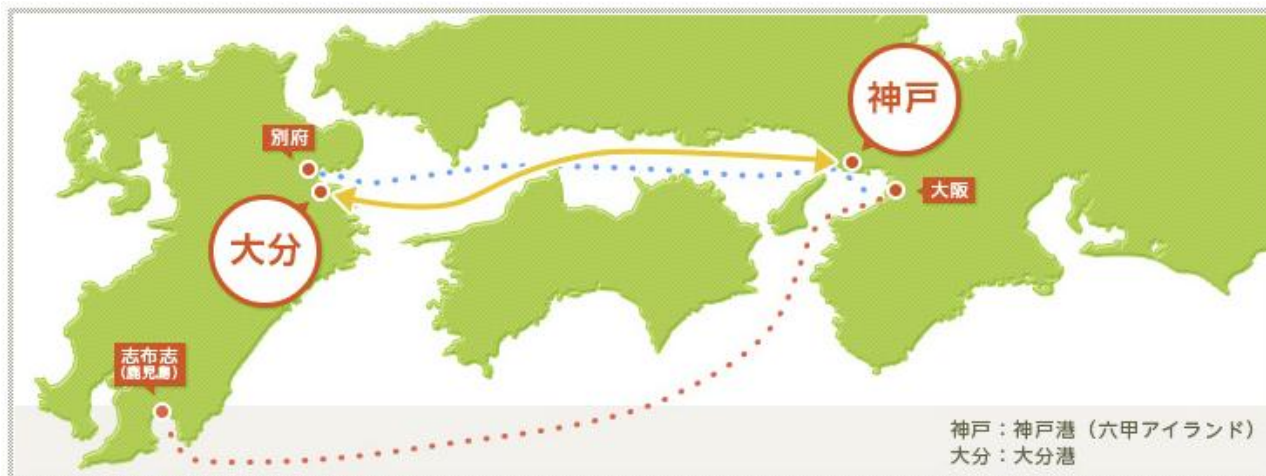 神戸
別府
大阪
大分
志布志
(鹿児島)
神戸：神戸港（六甲アイランド）
大分：大分港